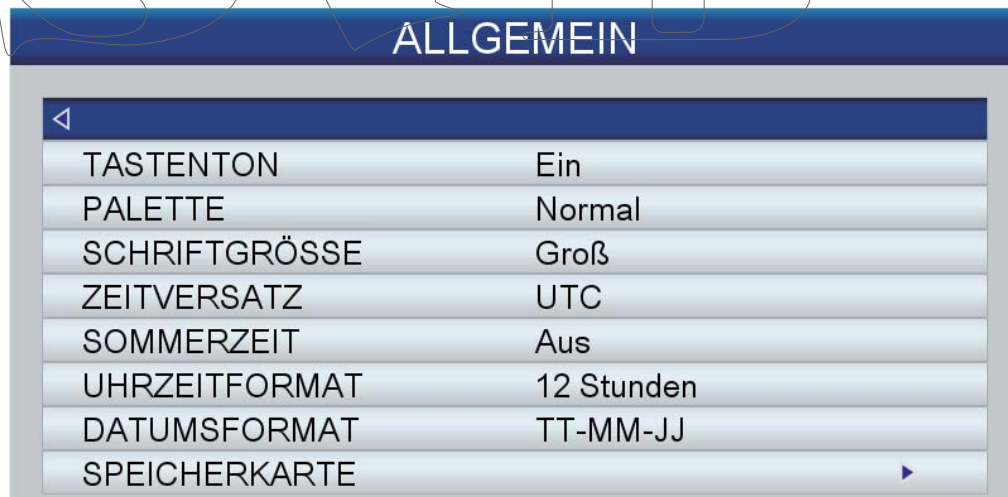 ALLGEMEIN
TASTENTON Ein
PALETTE Normal
SCHRIFTGRÖSSE Groß
ZEITVERSATZ UTC
SOMMERZEIT Aus
UHRZEITFORMAT 12 Stunden
DATUMSFORMAT TT-MM-JJ
SPEICHERKARTE